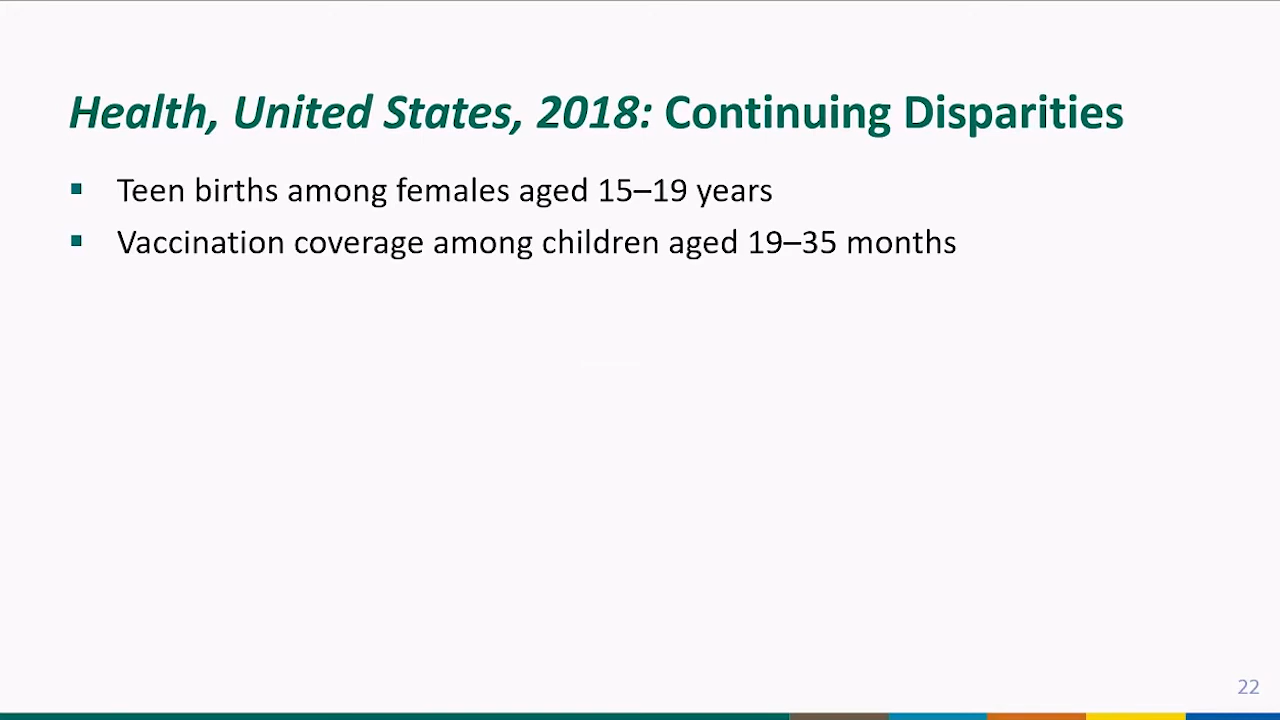 Health, United States, 2018: Continuing Disparities
▪ Teen births among females aged 15–19 years
▪ Vaccination coverage among children aged 19–35 months
22